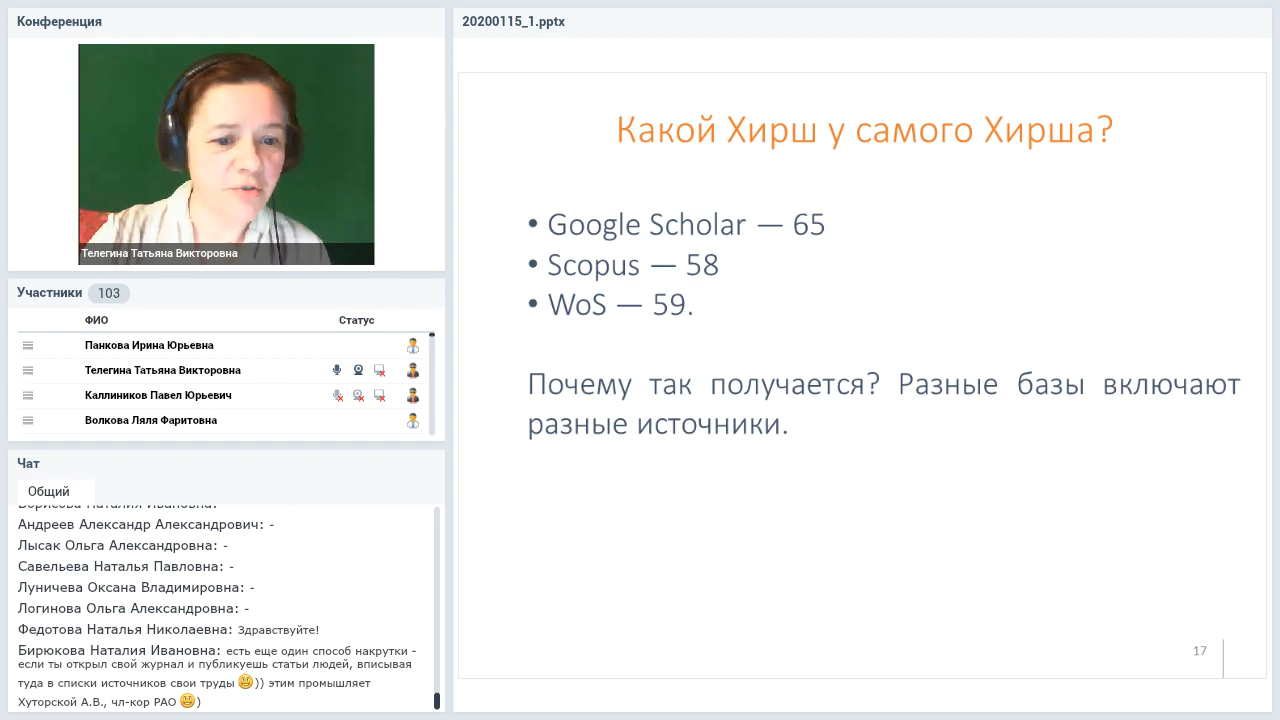 Конференция
Телегина Татьяна Викторовна
Участники 103
ФИО Статус
Панкова Ирина Юрьевна
Телегина Татьяна Викторовна
Каллиников Павел Юрьевич
Волкова Ляля Фаритовна
Чат
Общий
Борисова Наталия Ивановна: -
Андреев Александр Александрович: -
Лысак Ольга Александровна: -
Савельева Наталья Павловна: -
Луничева Оксана Владимировна: -
Логинова Ольга Александровна: -
Федотова Наталья Николаевна: Здравствуйте!
Бирюкова Наталия Ивановна: есть еще один способ накрутки -
если ты открыл свой журнал и публикуешь статьи людей, вписывая
туда в списки источников свои труды )) этим промышляет
Хуторской А.В., чл-кор РАО )
20200115_1.pptx
Какой Хирш у самого Хирша?
• Google Scholar — 65
• Scopus — 58
• WoS — 59.
Почему так получается? Разные базы включают
разные источники.
17